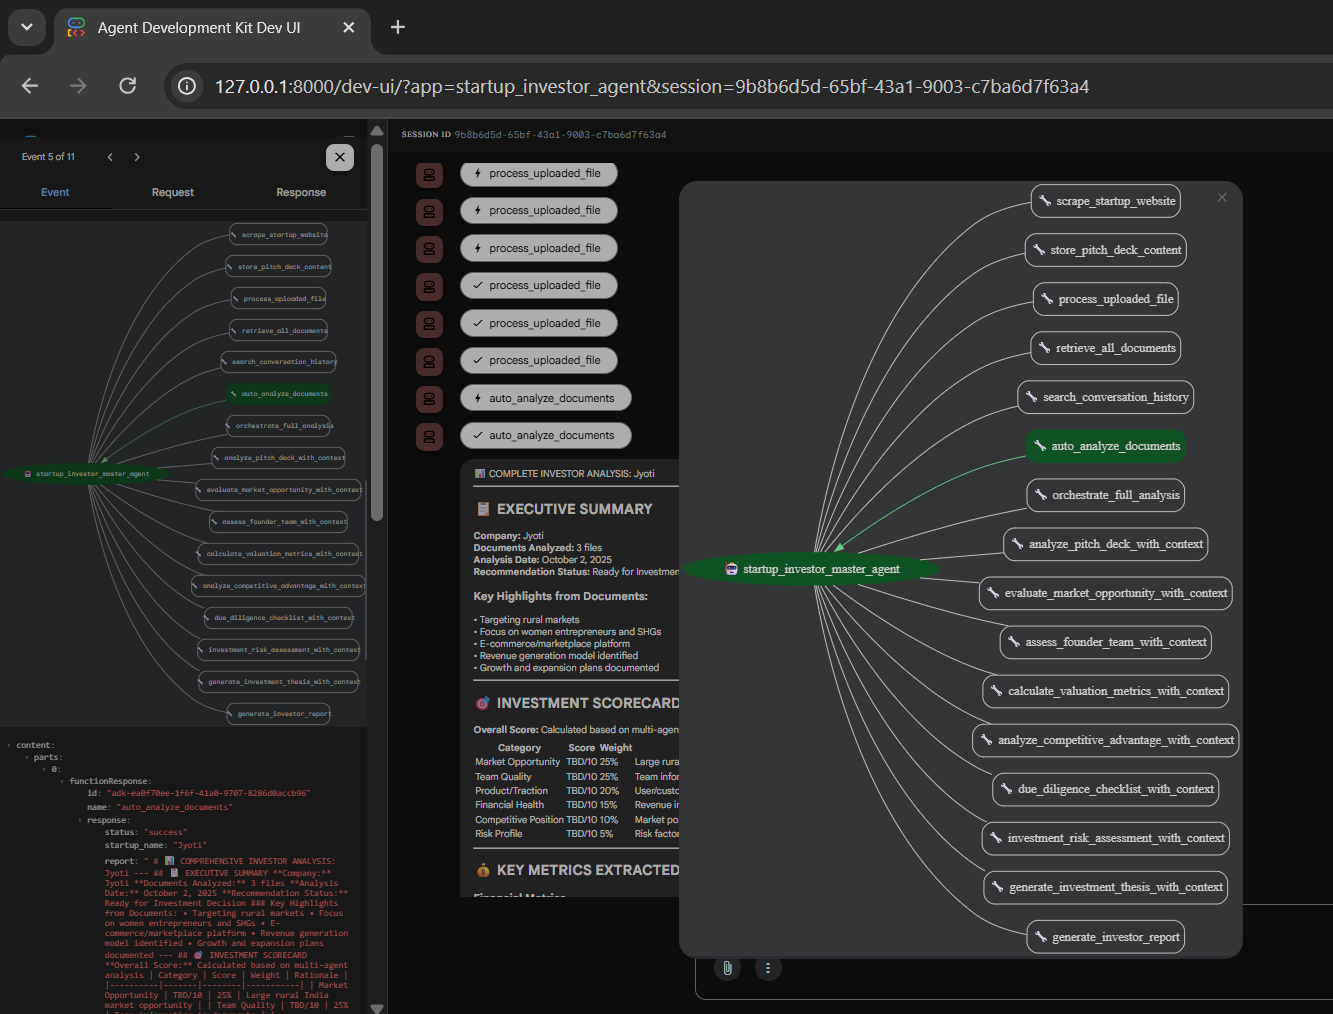 Agent Development Kit Dev UI
127.0.0.1:8000/dev-ui/?app=startup_investor_agent&session=9b8b6d5d-65bf-43a1-9003-c7ba6d7f63a4
Event 5 of 11
Event Request Response
scrape_startup_website
store_pitch_deck_content
process_uploaded_file
retrieve_all_documents
search_conversation_history
auto_analyze_documents
orchestrate_full_analysis
analyze_pitch_deck_with_context
startup_investor_master_agent
evaluate_market_opportunity_with_context
assess_founder_team_with_context
calculate_valuation_metrics_with_context
analyze_competitive_advantage_with_context
due_diligence_checklist_with_context
investment_risk_assessment_with_context
generate_investment_thesis_with_context
generate_investor_report
content:
parts:
0:
functionResponse:
id: "adk-ea0f70ee-1f6f-41a0-9707-8286d0accb96"
name: "auto_analyze_documents"
response:
status: "success"
startup_name: "Jyoti"
report: " # 📊 COMPREHENSIVE INVESTOR ANALYSIS:
Jyoti --- ## 📋 EXECUTIVE SUMMARY **Company:**
Jyoti **Documents Analyzed:** 3 files **Analysis
Date:** October 2, 2025 **Recommendation Status:**
Ready for Investment Decision ### Key Highlights
from Documents: • Targeting rural markets • Focus
on women entrepreneurs and SHGs • E-
commerce/marketplace platform • Revenue generation
model identified • Growth and expansion plans
documented --- ## 🎯 INVESTMENT SCORECARD
**Overall Score:** Calculated based on multi-agent
analysis | Category | Score | Weight | Rationale |
|----------|-------|--------|-----------| | Market
Opportunity | TBD/10 | 25% | Large rural India
market opportunity | | Team Quality | TBD/10 | 25%
SESSION ID 9b8b6d5d-65bf-43a1-9003-c7ba6d7f63a4
process_uploaded_file
process_uploaded_file
process_uploaded_file
process_uploaded_file
process_uploaded_file
process_uploaded_file
auto_analyze_documents
auto_analyze_documents
📊 COMPLETE INVESTOR ANALYSIS: Jyoti
📋 EXECUTIVE SUMMARY
Company: Jyoti
Documents Analyzed: 3 files
Analysis Date: October 2, 2025
Recommendation Status: Ready for Investmen
Key Highlights from Documents:
• Targeting rural markets
• Focus on women entrepreneurs and SHGs
• E-commerce/marketplace platform
• Revenue generation model identified
• Growth and expansion plans documented
🎯 INVESTMENT SCORECARD
Overall Score: Calculated based on multi-agen
Category Score Weight
Market Opportunity TBD/10 25% Large rura
Team Quality TBD/10 25% Team infor
Product/Traction TBD/10 20% User/custo
Financial Health TBD/10 15% Revenue i
Competitive Position TBD/10 10% Market po
Risk Profile TBD/10 5% Risk factor
💰 KEY METRICS EXTRACTED
scrape_startup_website
store_pitch_deck_content
process_uploaded_file
retrieve_all_documents
search_conversation_history
auto_analyze_documents
orchestrate_full_analysis
analyze_pitch_deck_with_context
startup_investor_master_agent
evaluate_market_opportunity_with_context
assess_founder_team_with_context
calculate_valuation_metrics_with_context
analyze_competitive_advantage_with_context
due_diligence_checklist_with_context
investment_risk_assessment_with_context
generate_investment_thesis_with_context
generate_investor_report